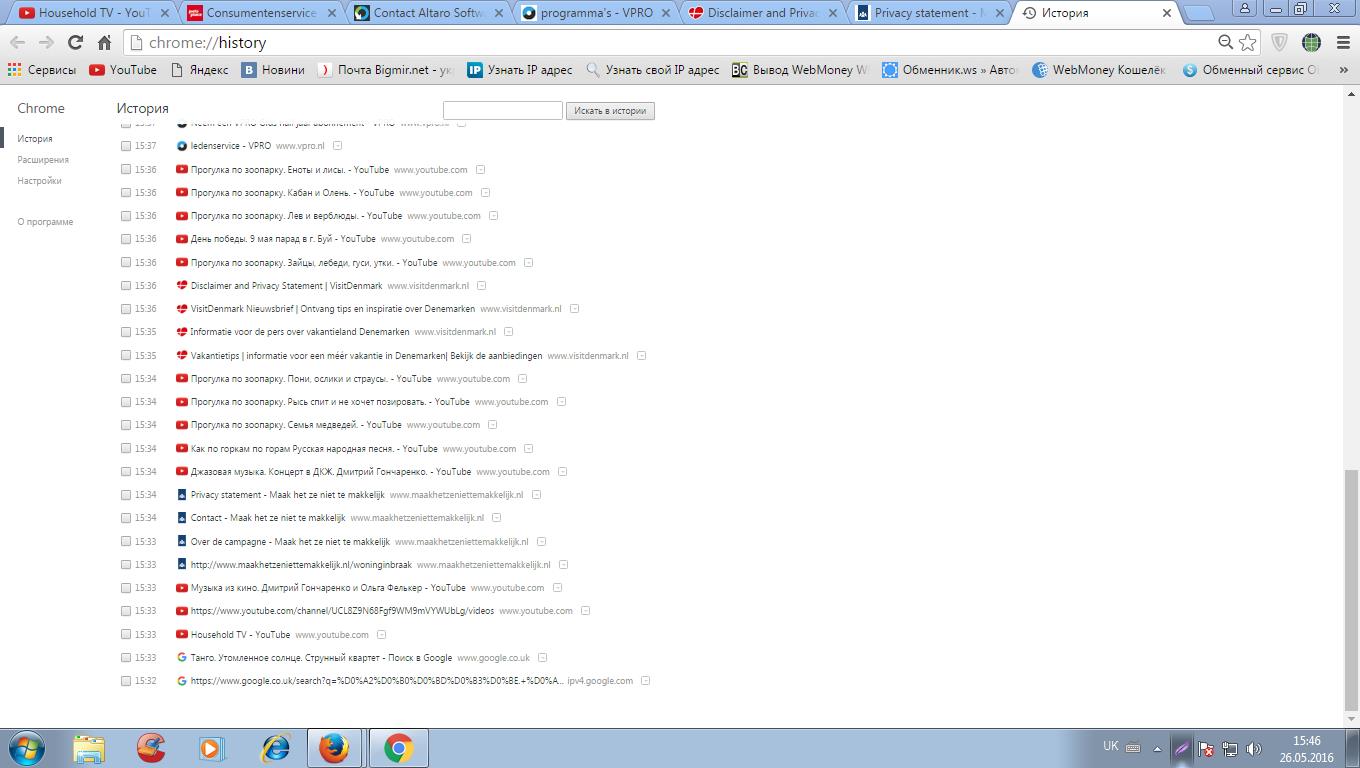 Household TV - YouT
Consumentenservice
Contact Altaro Softw
programma's - VPRO
Disclaimer and Privac
Privacy statement - M
История
chrome://history
Сервисы
YouTube
Яндекс
Новини
Почта Bigmir.net - ук
Узнать IP адрес
Узнать свой IP адрес
Вывод WebMoney W
Обменник.ws » Авто
WebMoney Кошелёк
Обменный сервис О
»
Chrome
История
Искать в истории
История
Расширения
Настройки
О программе
15:37 ledenservice - VPRO www.vpro.nl
15:36 Прогулка по зоопарку. Еноты и лисы. - YouTube www.youtube.com
15:36 Прогулка по зоопарку. Кабан и Олень. - YouTube www.youtube.com
15:36 Прогулка по зоопарку. Лев и верблюды. - YouTube www.youtube.com
15:36 День победы. 9 мая парад в г. Буй - YouTube www.youtube.com
15:36 Прогулка по зоопарку. Зайцы, лебеди, гуси, утки. - YouTube www.youtube.com
15:36 Disclaimer and Privacy Statement | VisitDenmark www.visitdenmark.nl
15:36 VisitDenmark Nieuwsbrief | Ontvang tips en inspiratie over Denemarken www.visitdenmark.nl
15:35 Informatie voor de pers over vakantieland Denemarken www.visitdenmark.nl
15:35 Vakantietips | informatie voor een méér vakantie in Denemarken| Bekijk de aanbiedingen www.visitdenmark.nl
15:34 Прогулка по зоопарку. Пони, ослики и страусы. - YouTube www.youtube.com
15:34 Прогулка по зоопарку. Рысь спит и не хочет позировать. - YouTube www.youtube.com
15:34 Прогулка по зоопарку. Семья медведей. - YouTube www.youtube.com
15:34 Как по горкам по горам Русская народная песня. - YouTube www.youtube.com
15:34 Джазовая музыка. Концерт в ДКЖ. Дмитрий Гончаренко. - YouTube www.youtube.com
15:34 Privacy statement - Maak het ze niet te makkelijk www.maakhetzeniettemakkelijk.nl
15:34 Contact - Maak het ze niet te makkelijk www.maakhetzeniettemakkelijk.nl
15:33 Over de campagne - Maak het ze niet te makkelijk www.maakhetzeniettemakkelijk.nl
15:33 http://www.maakhetzeniettemakkelijk.nl/woninginbraak www.maakhetzeniettemakkelijk.nl
15:33 Музыка из кино. Дмитрий Гончаренко и Ольга Фелькер - YouTube www.youtube.com
15:33 https://www.youtube.com/channel/UCL8Z9N68Fgf9WM9mVYWUbLg/videos www.youtube.com
15:33 Household TV - YouTube www.youtube.com
15:33 Танго. Утомленное солнце. Струнный квартет - Поиск в Google www.google.co.uk
15:32 https://www.google.co.uk/search?q=%D0%A2%D0%B0%D0%BD%D0%B3%D0%BE.+%D0%A... ipv4.google.com
UK
15:46
26.05.2016